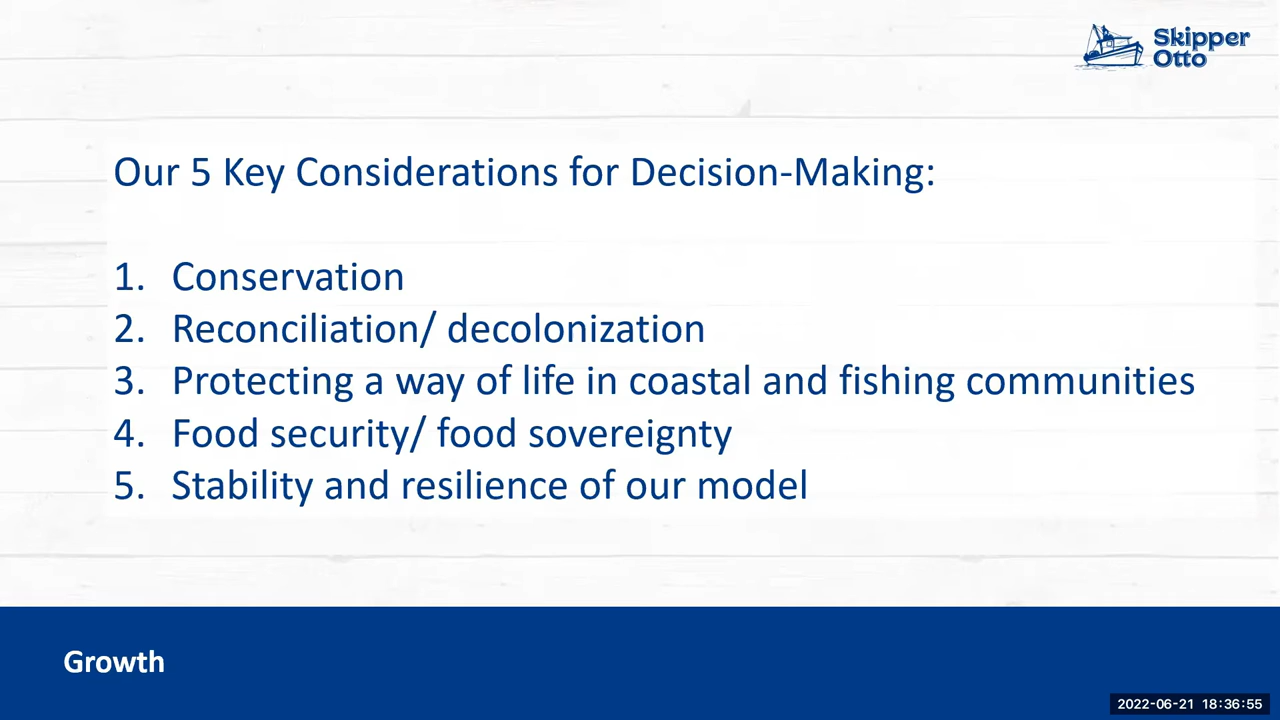 Skipper
Otto
Our 5 Key Considerations for Decision-Making:
1. Conservation
2. Reconciliation/ decolonization
3. Protecting a way of life in coastal and fishing communities
4. Food security/ food sovereignty
5. Stability and resilience of our model
Growth
2022-06-21 18:36:55